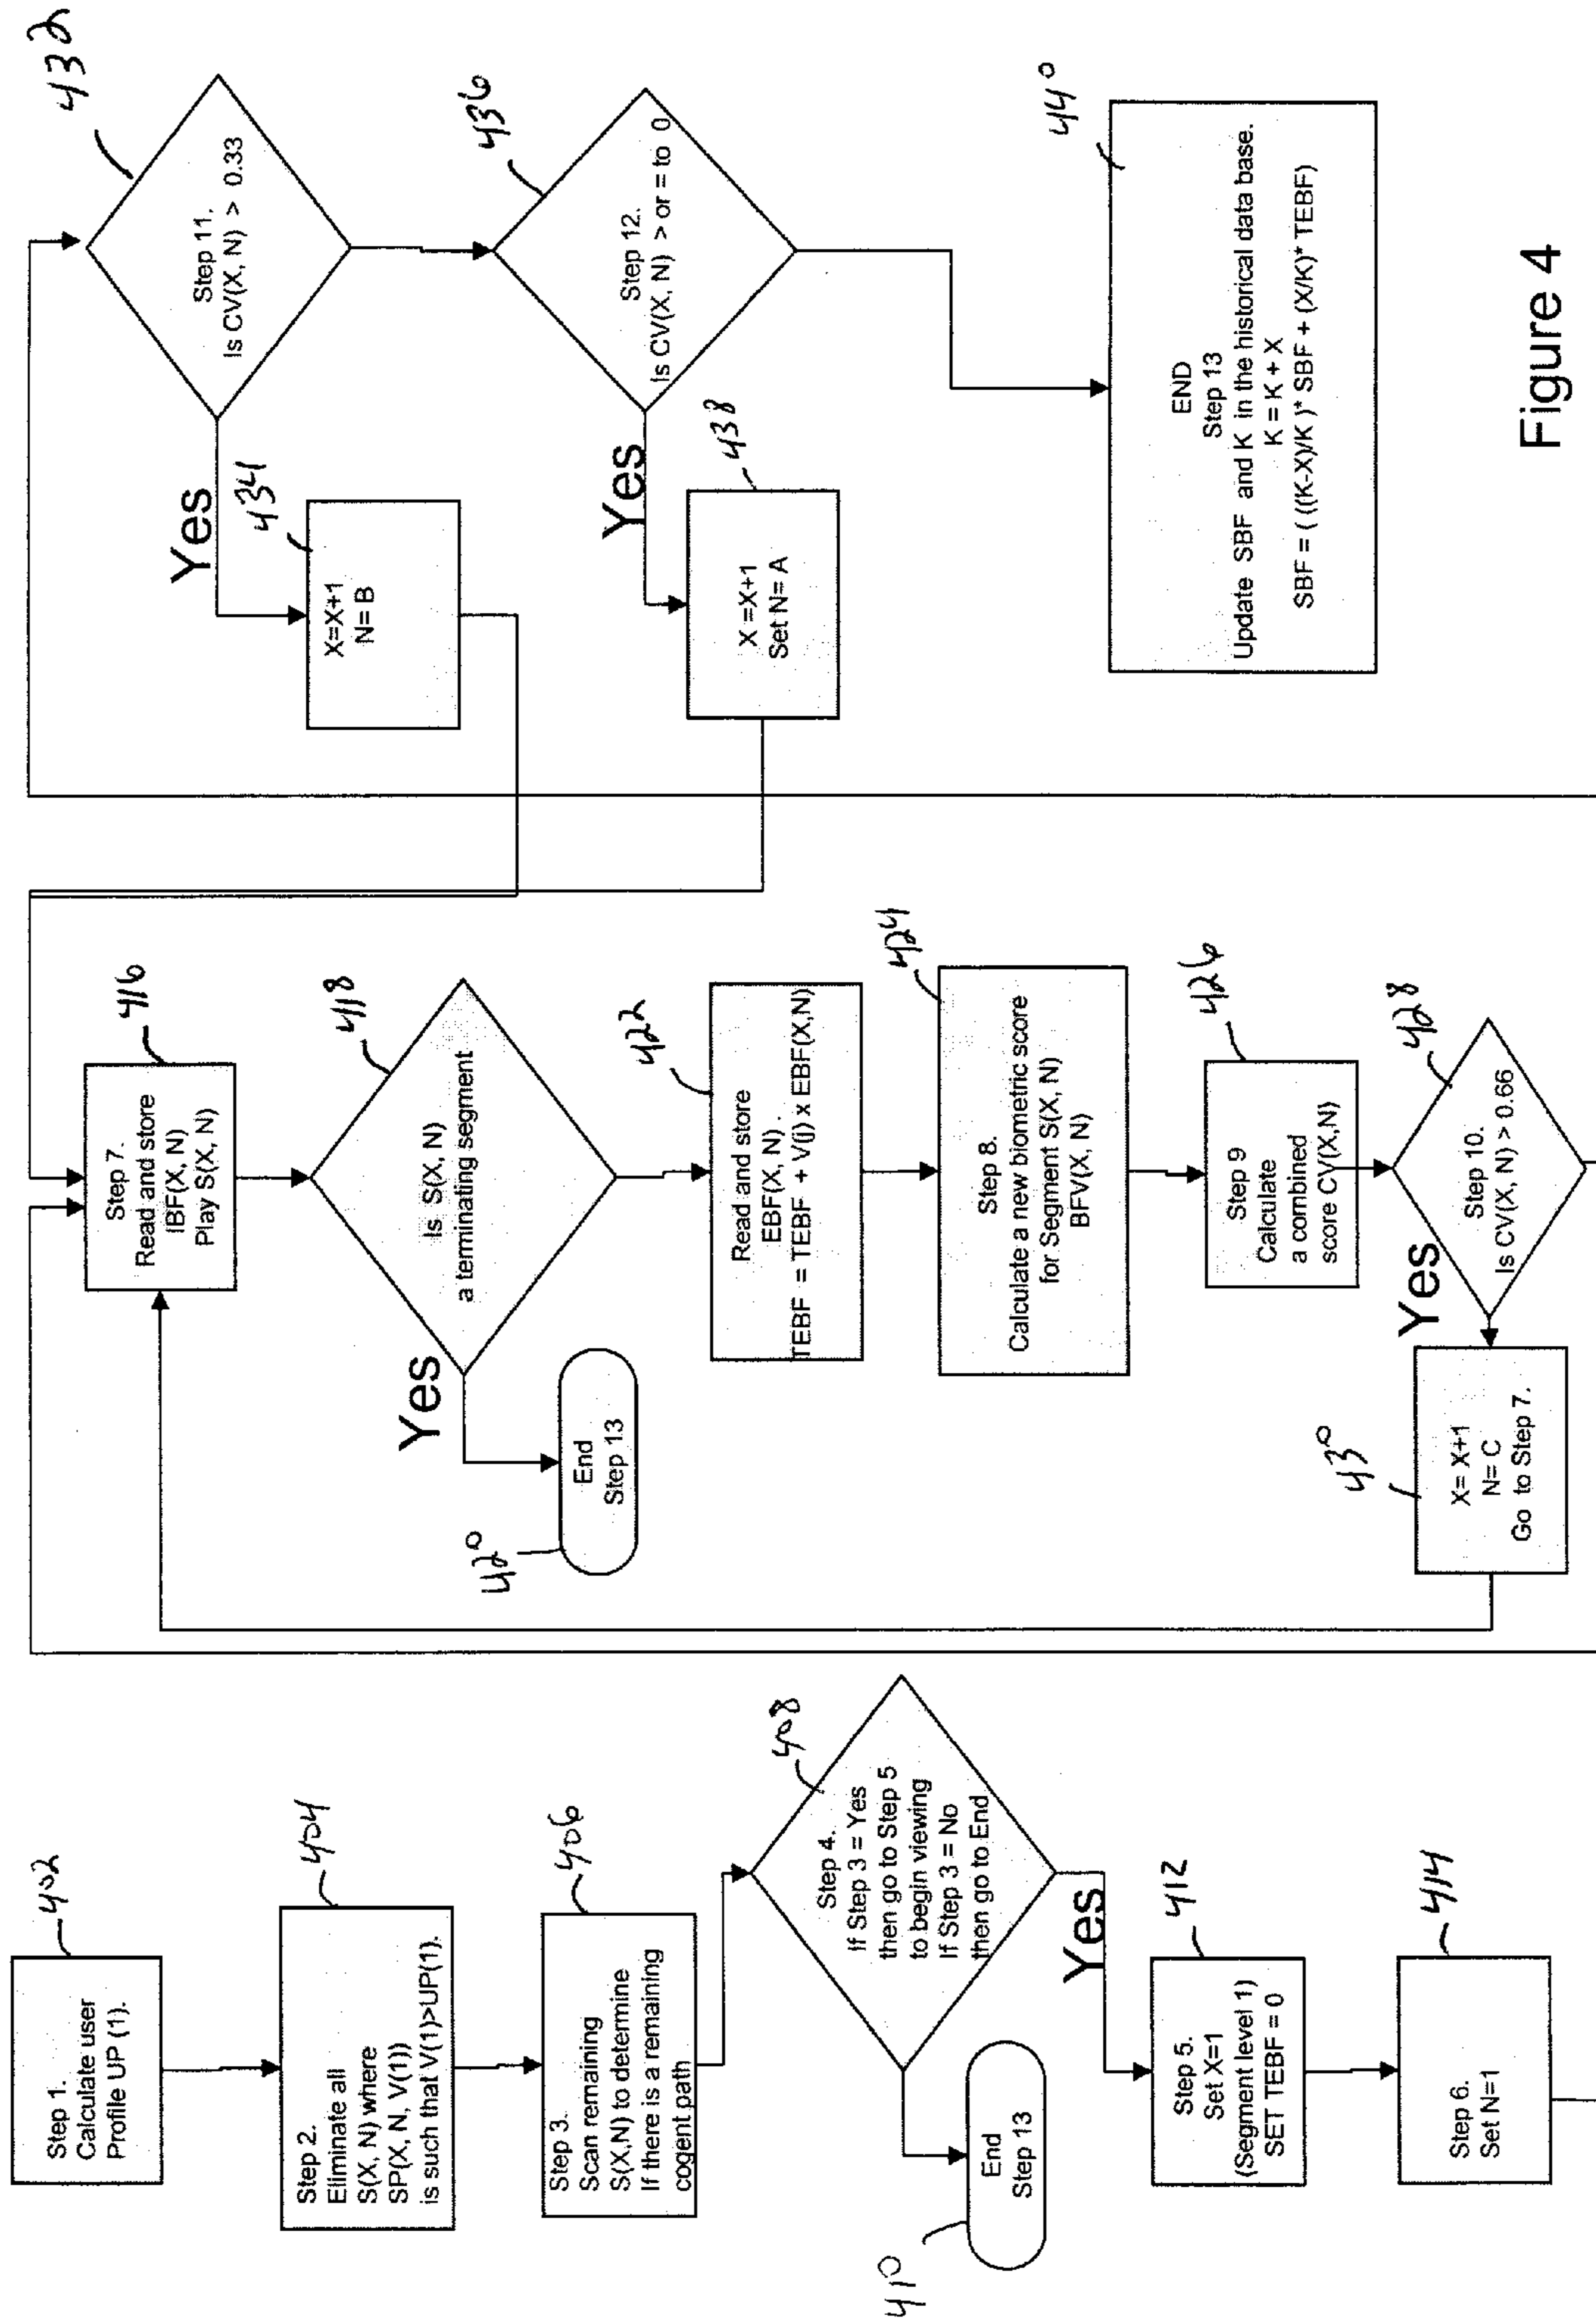 402
Step 1.
Calculate user
Profile UP (1).
404
Step 2.
Eliminate all
S(X, N) where
SP(X, N, V(1))
is such that V(1)>UP(1).
406
Step 3.
Scan remaining
S(X,N) to determine
If there is a remaining
cogent path
408
Step 4.
If Step 3 = Yes
then go to Step 5
to begin viewing
If Step 3 = No
then go to End
410
End
Step 13
Yes
412
Step 5.
Set X=1
(Segment level 1)
SET TEBF = 0
414
Step 6.
Set N=1
416
Step 7.
Read and store
IBF(X, N)
Play S(X, N)
418
Is S(X, N)
a terminating segment
Yes
420
End
Step 13
422
Read and store
EBF(X, N).
TEBF = TEBF + V(j) x EBF(X,N)
424
Step 8.
Calculate a new biometric score
for Segment S(X, N)
BFV(X, N)
426
Step 9
Calculate
a combined
score CV(X,N)
428
Step 10.
Is CV(X, N) > 0.66
Yes
430
X= X+1
N= C
Go to Step 7.
432
Step 11.
Is CV(X, N) > 0.33
Yes
434
X=X+1
N= B
436
Step 12.
Is CV(X, N) > or = to 0
Yes
438
X =X+1
Set N= A
440
END
Step 13
Update SBF and K in the historical data base.
K = K + X
SBF = ( ((K-X)/K )* SBF + (X/K)* TEBF)
Figure 4